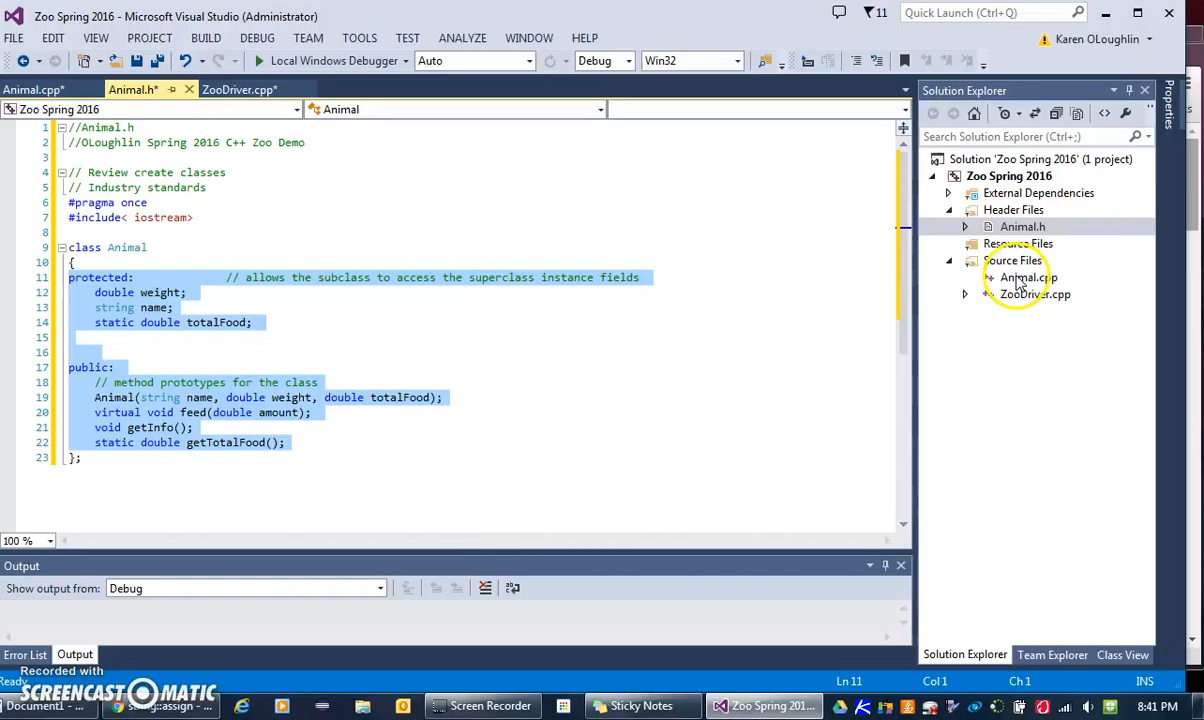 Zoo Spring 2016 - Microsoft Visual Studio (Administrator)
11
Quick Launch (Ctrl+Q)
FILE EDIT VIEW PROJECT BUILD DEBUG TEAM TOOLS TEST ANALYZE WINDOW HELP
Karen OLoughlin
Local Windows Debugger Auto Debug Win32
Animal.cpp* Animal.h* ZooDriver.cpp*
Zoo Spring 2016 Animal
1 //Animal.h
2 //OLoughlin Spring 2016 C++ Zoo Demo
3
4 // Review create classes
5 // Industry standards
6 #pragma once
7 #include< iostream>
8
9 class Animal
10 {
11 protected: // allows the subclass to access the superclass instance fields
12 double weight;
13 string name;
14 static double totalFood;
15
16
17 public:
18 // method prototypes for the class
19 Animal(string name, double weight, double totalFood);
20 virtual void feed(double amount);
21 void getInfo();
22 static double getTotalFood();
23 };
100 %
Output
Show output from: Debug
Error List Output
Solution Explorer
Search Solution Explorer (Ctrl+;)
Solution 'Zoo Spring 2016' (1 project)
Zoo Spring 2016
External Dependencies
Header Files
Animal.h
Resource Files
Source Files
Animal.cpp
ZooDriver.cpp
Solution Explorer Team Explorer Class View
Properties
Ln 11 Col 1 Ch 1 INS
Recorded with
SCREENCAST-O-MATIC
Document1 - string::assign - Screen Recorder Sticky Notes Zoo Spring 201... 8:41 PM